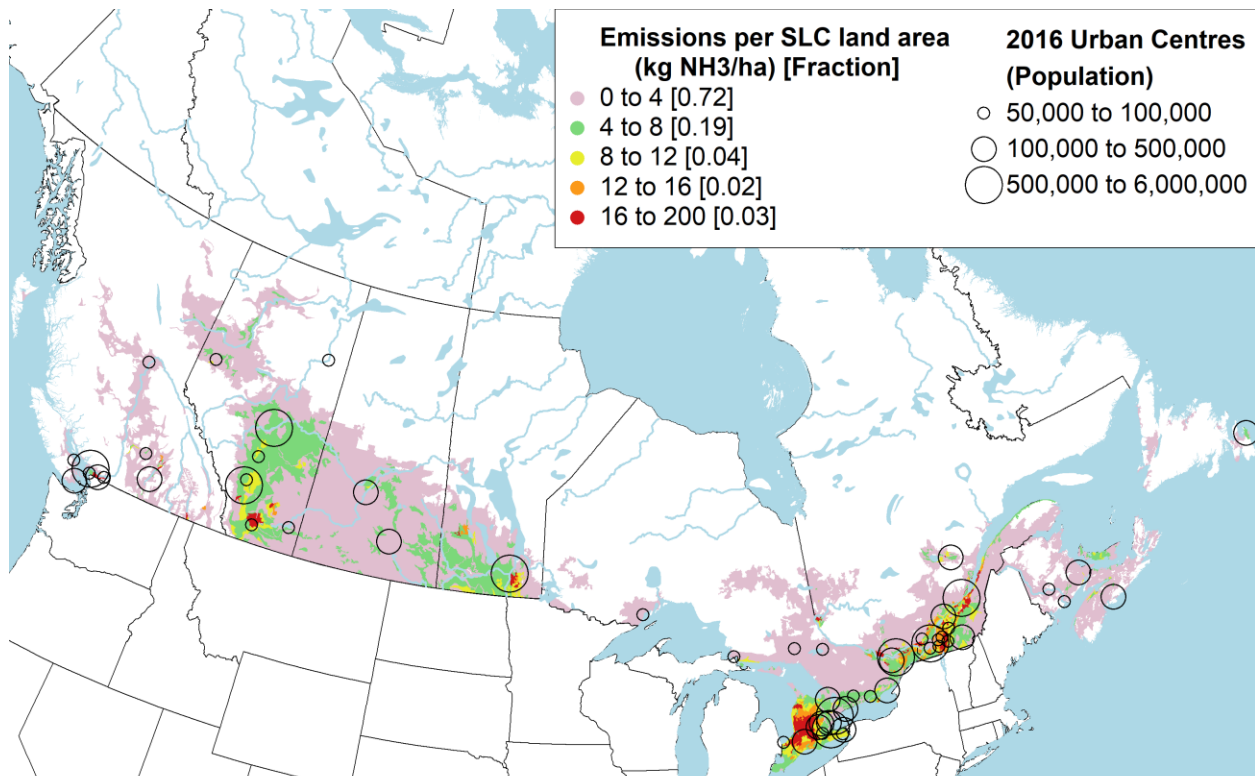 Emissions per SLC land area
(kg NH3/ha) [Fraction]
0 to 4 [0.72]
4 to 8 [0.19]
8 to 12 [0.04]
12 to 16 [0.02]
16 to 200 [0.03]
2016 Urban Centres
(Population)
50,000 to 100,000
100,000 to 500,000
500,000 to 6,000,000